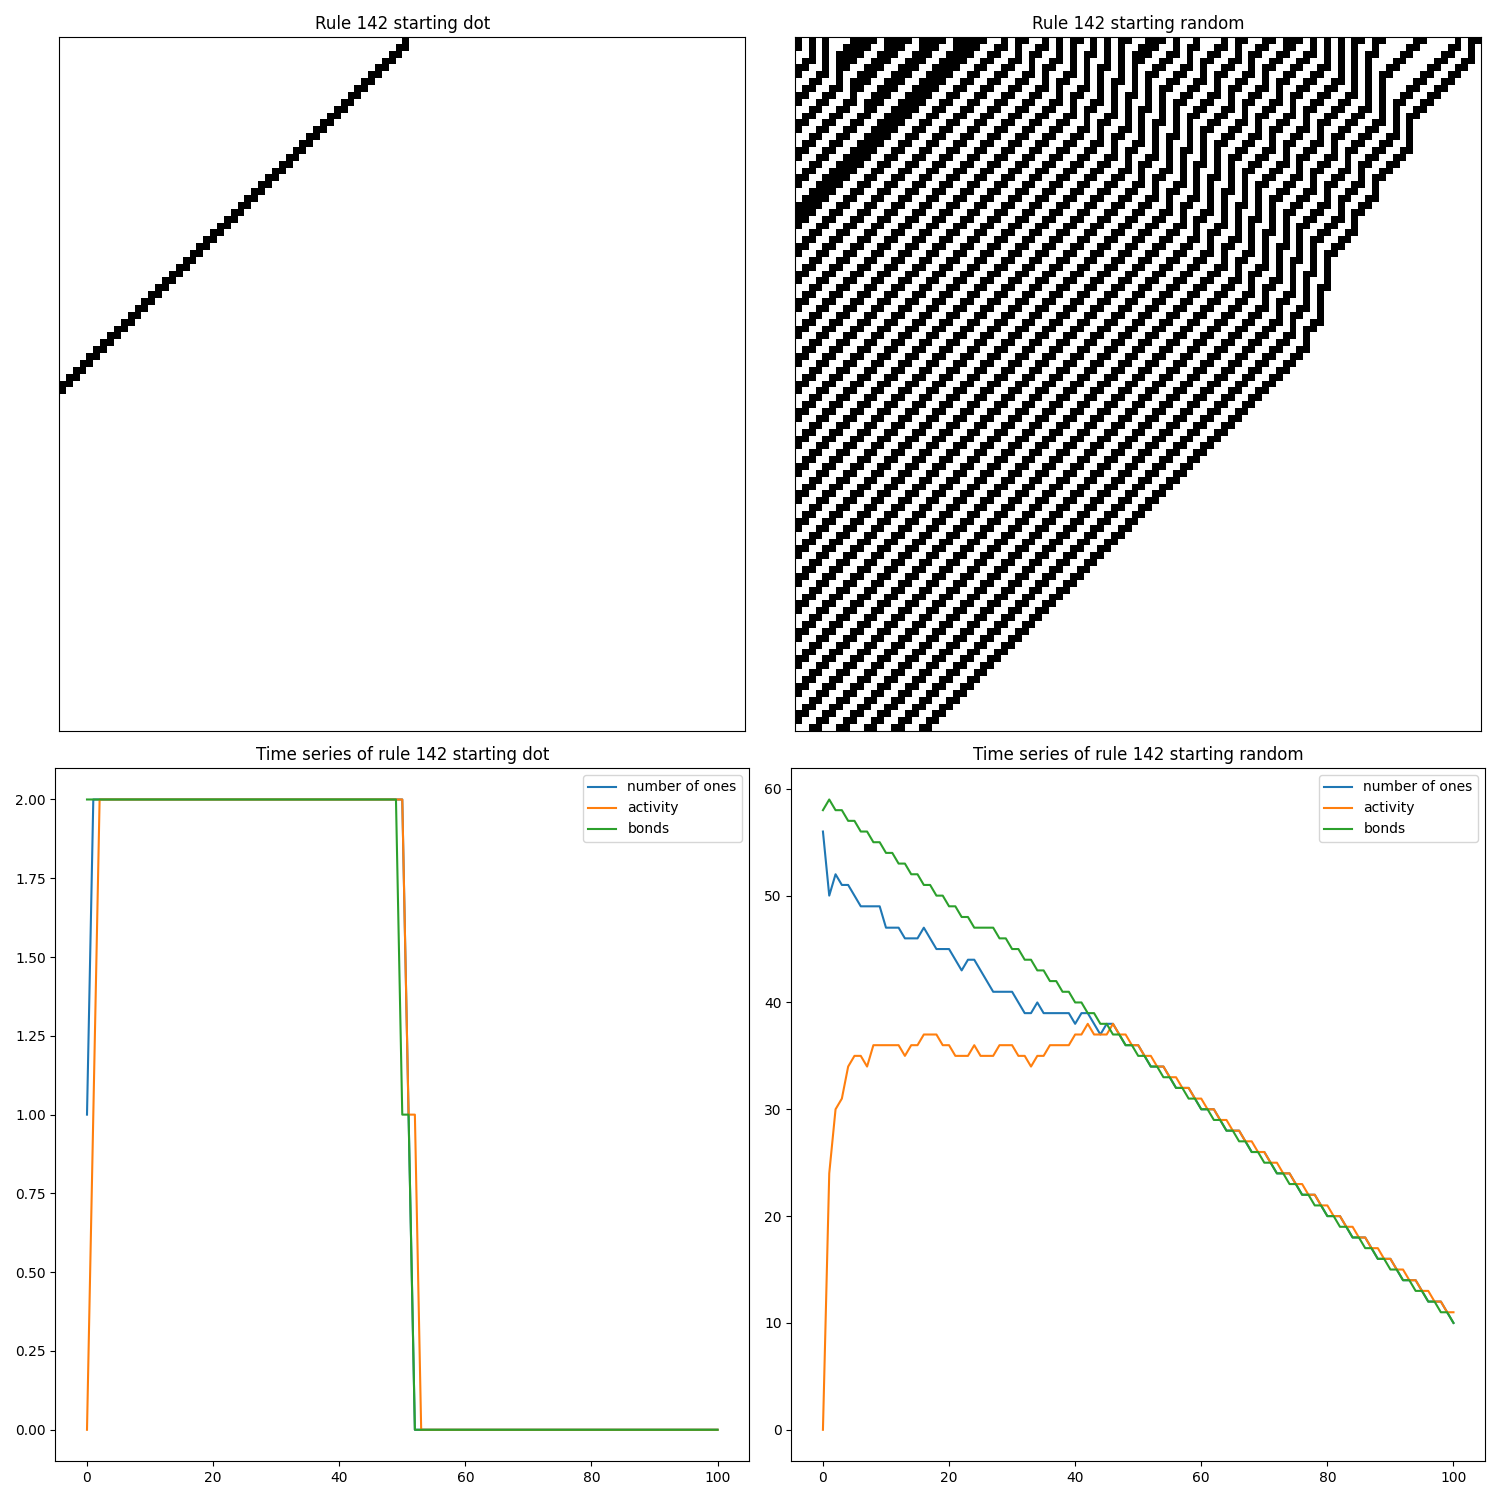 Rule 142 starting dot
Rule 142 starting random
Time series of rule 142 starting dot
number of ones
activity
bonds
2.00
1.75
1.50
1.25
1.00
0.75
0.50
0.25
0.00
0 20 40 60 80 100
Time series of rule 142 starting random
number of ones
activity
bonds
60
50
40
30
20
10
0
0 20 40 60 80 100